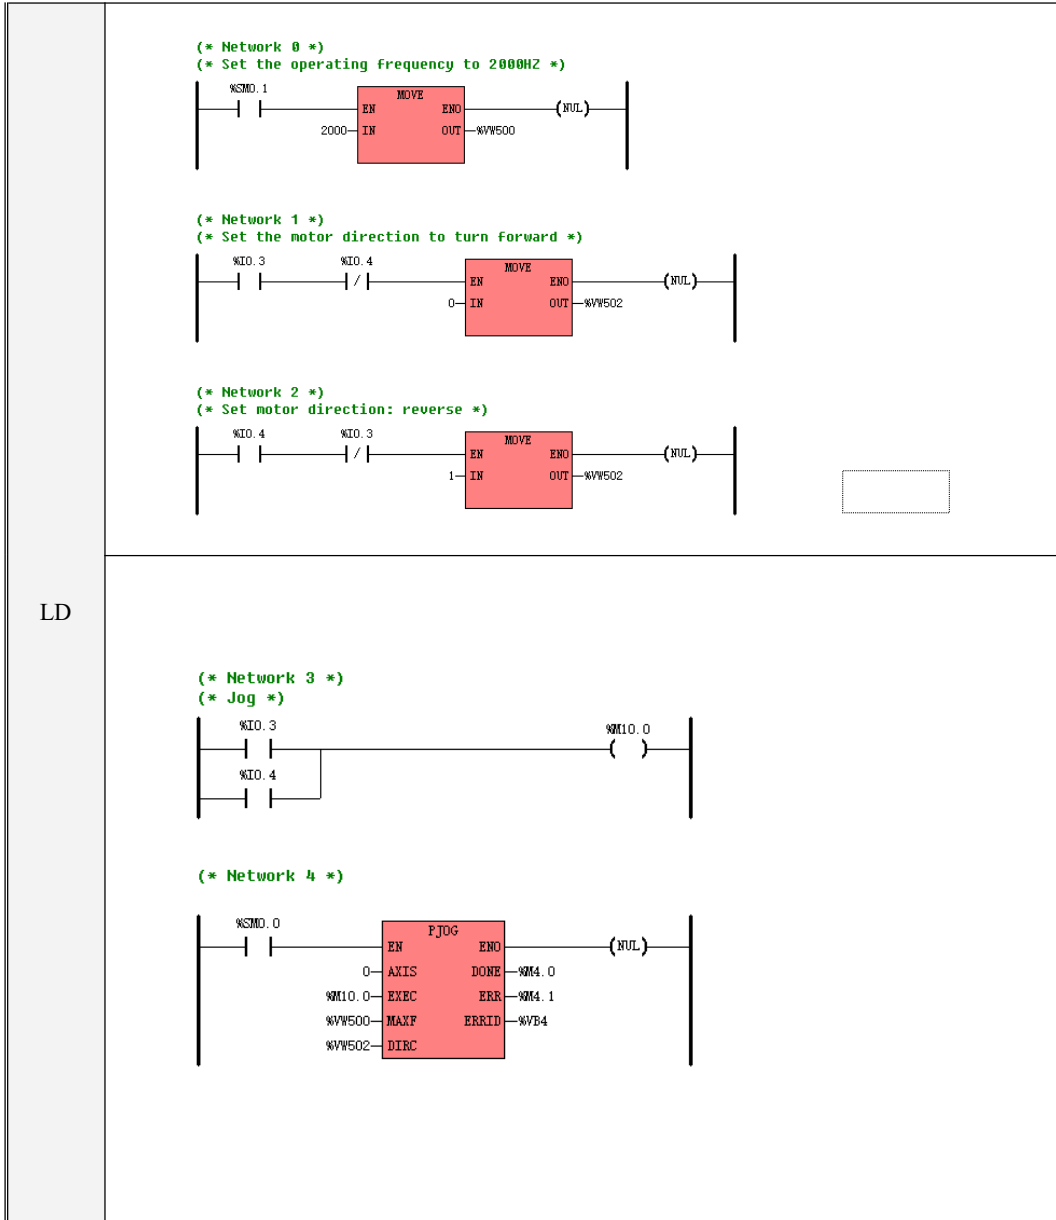 LD
(* Network 0 *)
(* Set the operating frequency to 2000HZ *)
%SM0.1
MOVE
EN ENO (NUL)
2000 IN OUT %VW500
(* Network 1 *)
(* Set the motor direction to turn forward *)
%I0.3 %I0.4
MOVE
EN ENO (NUL)
0 IN OUT %VW502
(* Network 2 *)
(* Set motor direction: reverse *)
%I0.4 %I0.3
MOVE
EN ENO (NUL)
1 IN OUT %VW502
(* Network 3 *)
(* Jog *)
%I0.3 %M10.0
%I0.4
(* Network 4 *)
%SM0.0
PJOG
EN ENO (NUL)
0 AXIS DONE %M4.0
%M10.0 EXEC ERR %M4.1
%VW500 MAXF ERRID %VB4
%VW502 DIRC